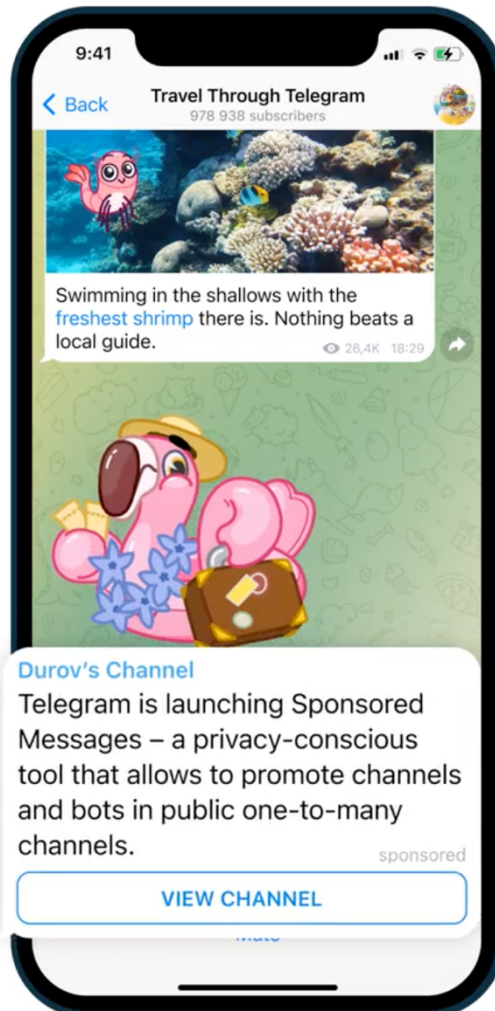 9:41
Back
Travel Through Telegram
978 938 subscribers
Swimming in the shallows with the
freshest shrimp there is. Nothing beats a
local guide.
26,4K 18:29
Durov's Channel
Telegram is launching Sponsored
Messages – a privacy-conscious
tool that allows to promote channels
and bots in public one-to-many
channels.
sponsored
VIEW CHANNEL
Mute